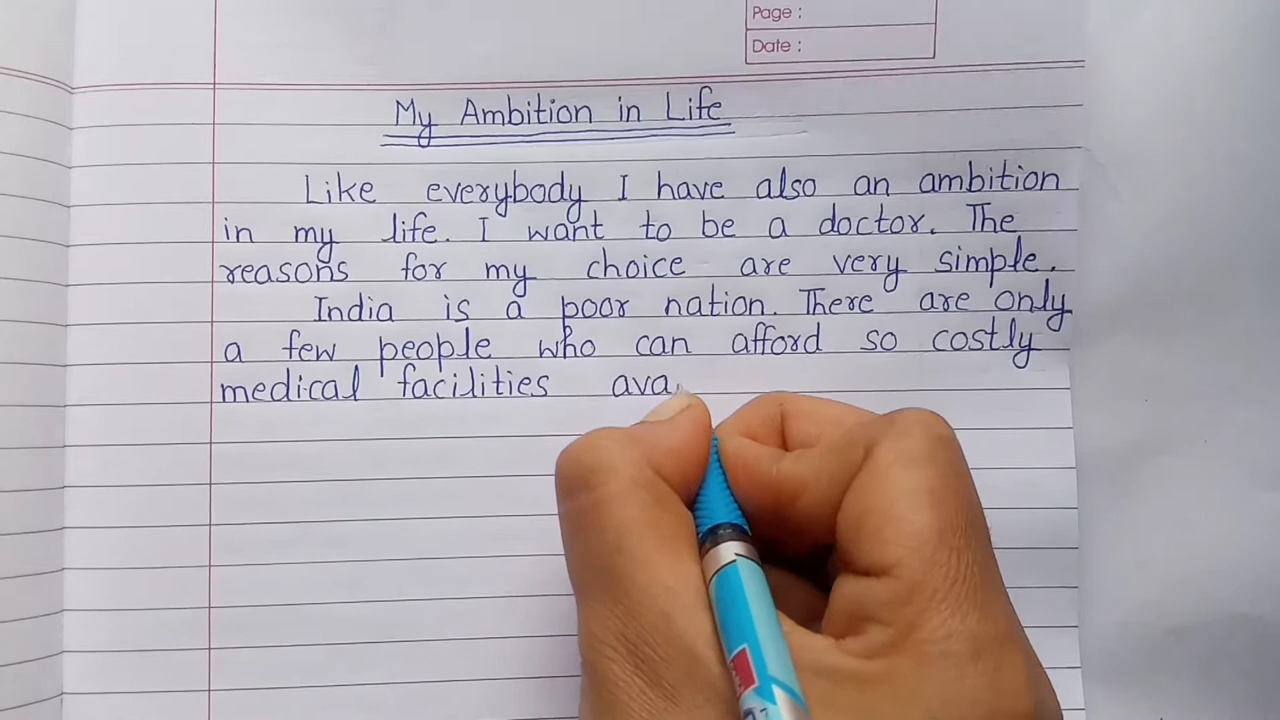 Page :
Date :
My Ambition in Life
Like everybody I have also an ambition
in my life. I want to be a doctor. The
reasons for my choice are very simple.
India is a poor nation. There are only
a few people who can afford so costly
medical facilities ava